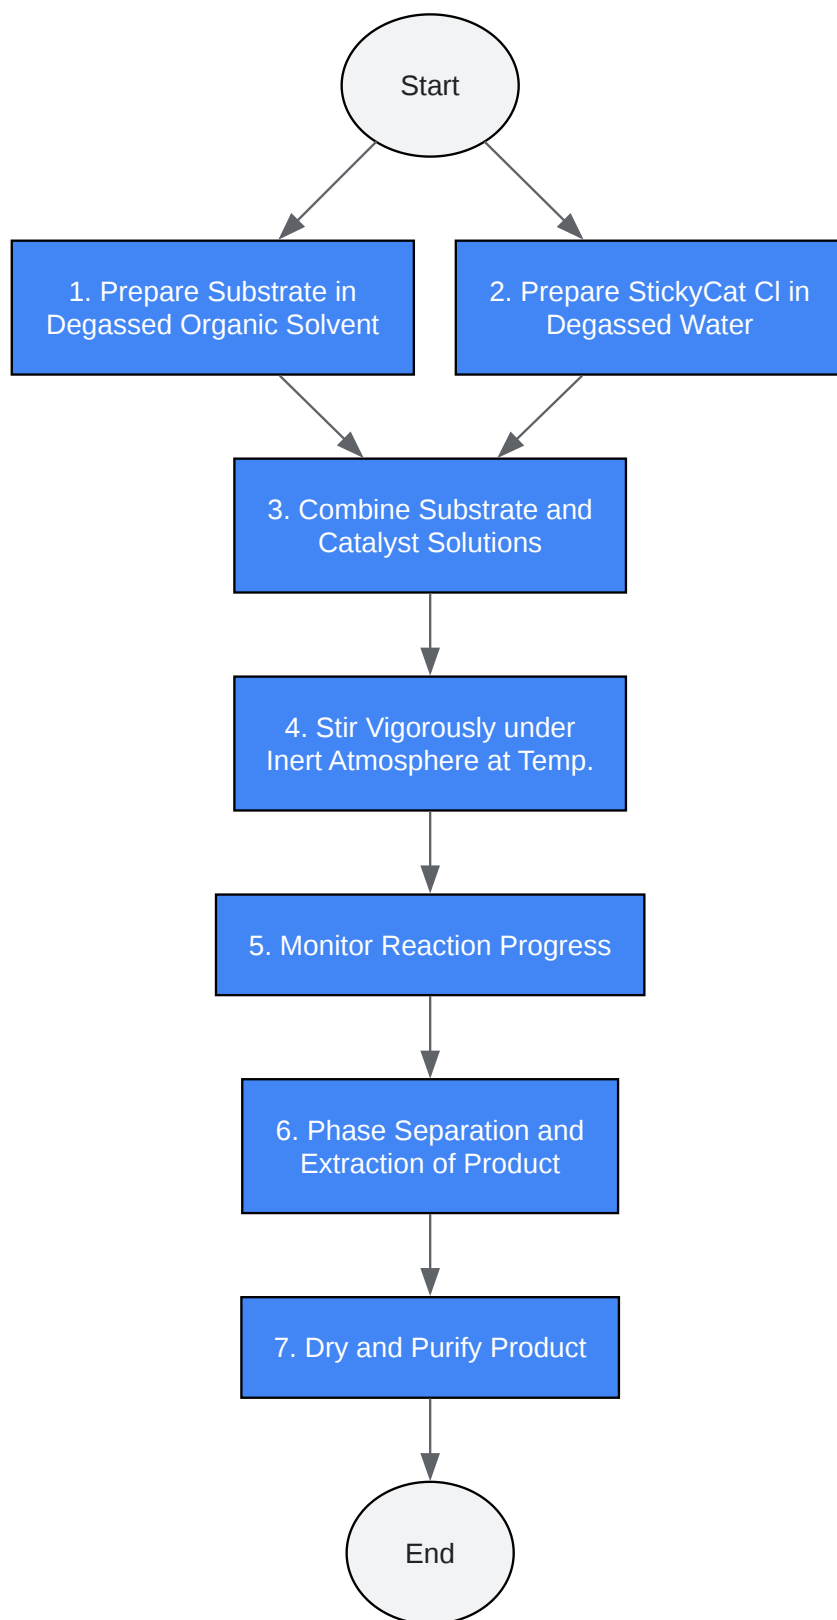 Start
1. Prepare Substrate in
Degassed Organic Solvent
2. Prepare StickyCat Cl in
Degassed Water
3. Combine Substrate and
Catalyst Solutions
4. Stir Vigorously under
Inert Atmosphere at Temp.
5. Monitor Reaction Progress
6. Phase Separation and
Extraction of Product
7. Dry and Purify Product
End